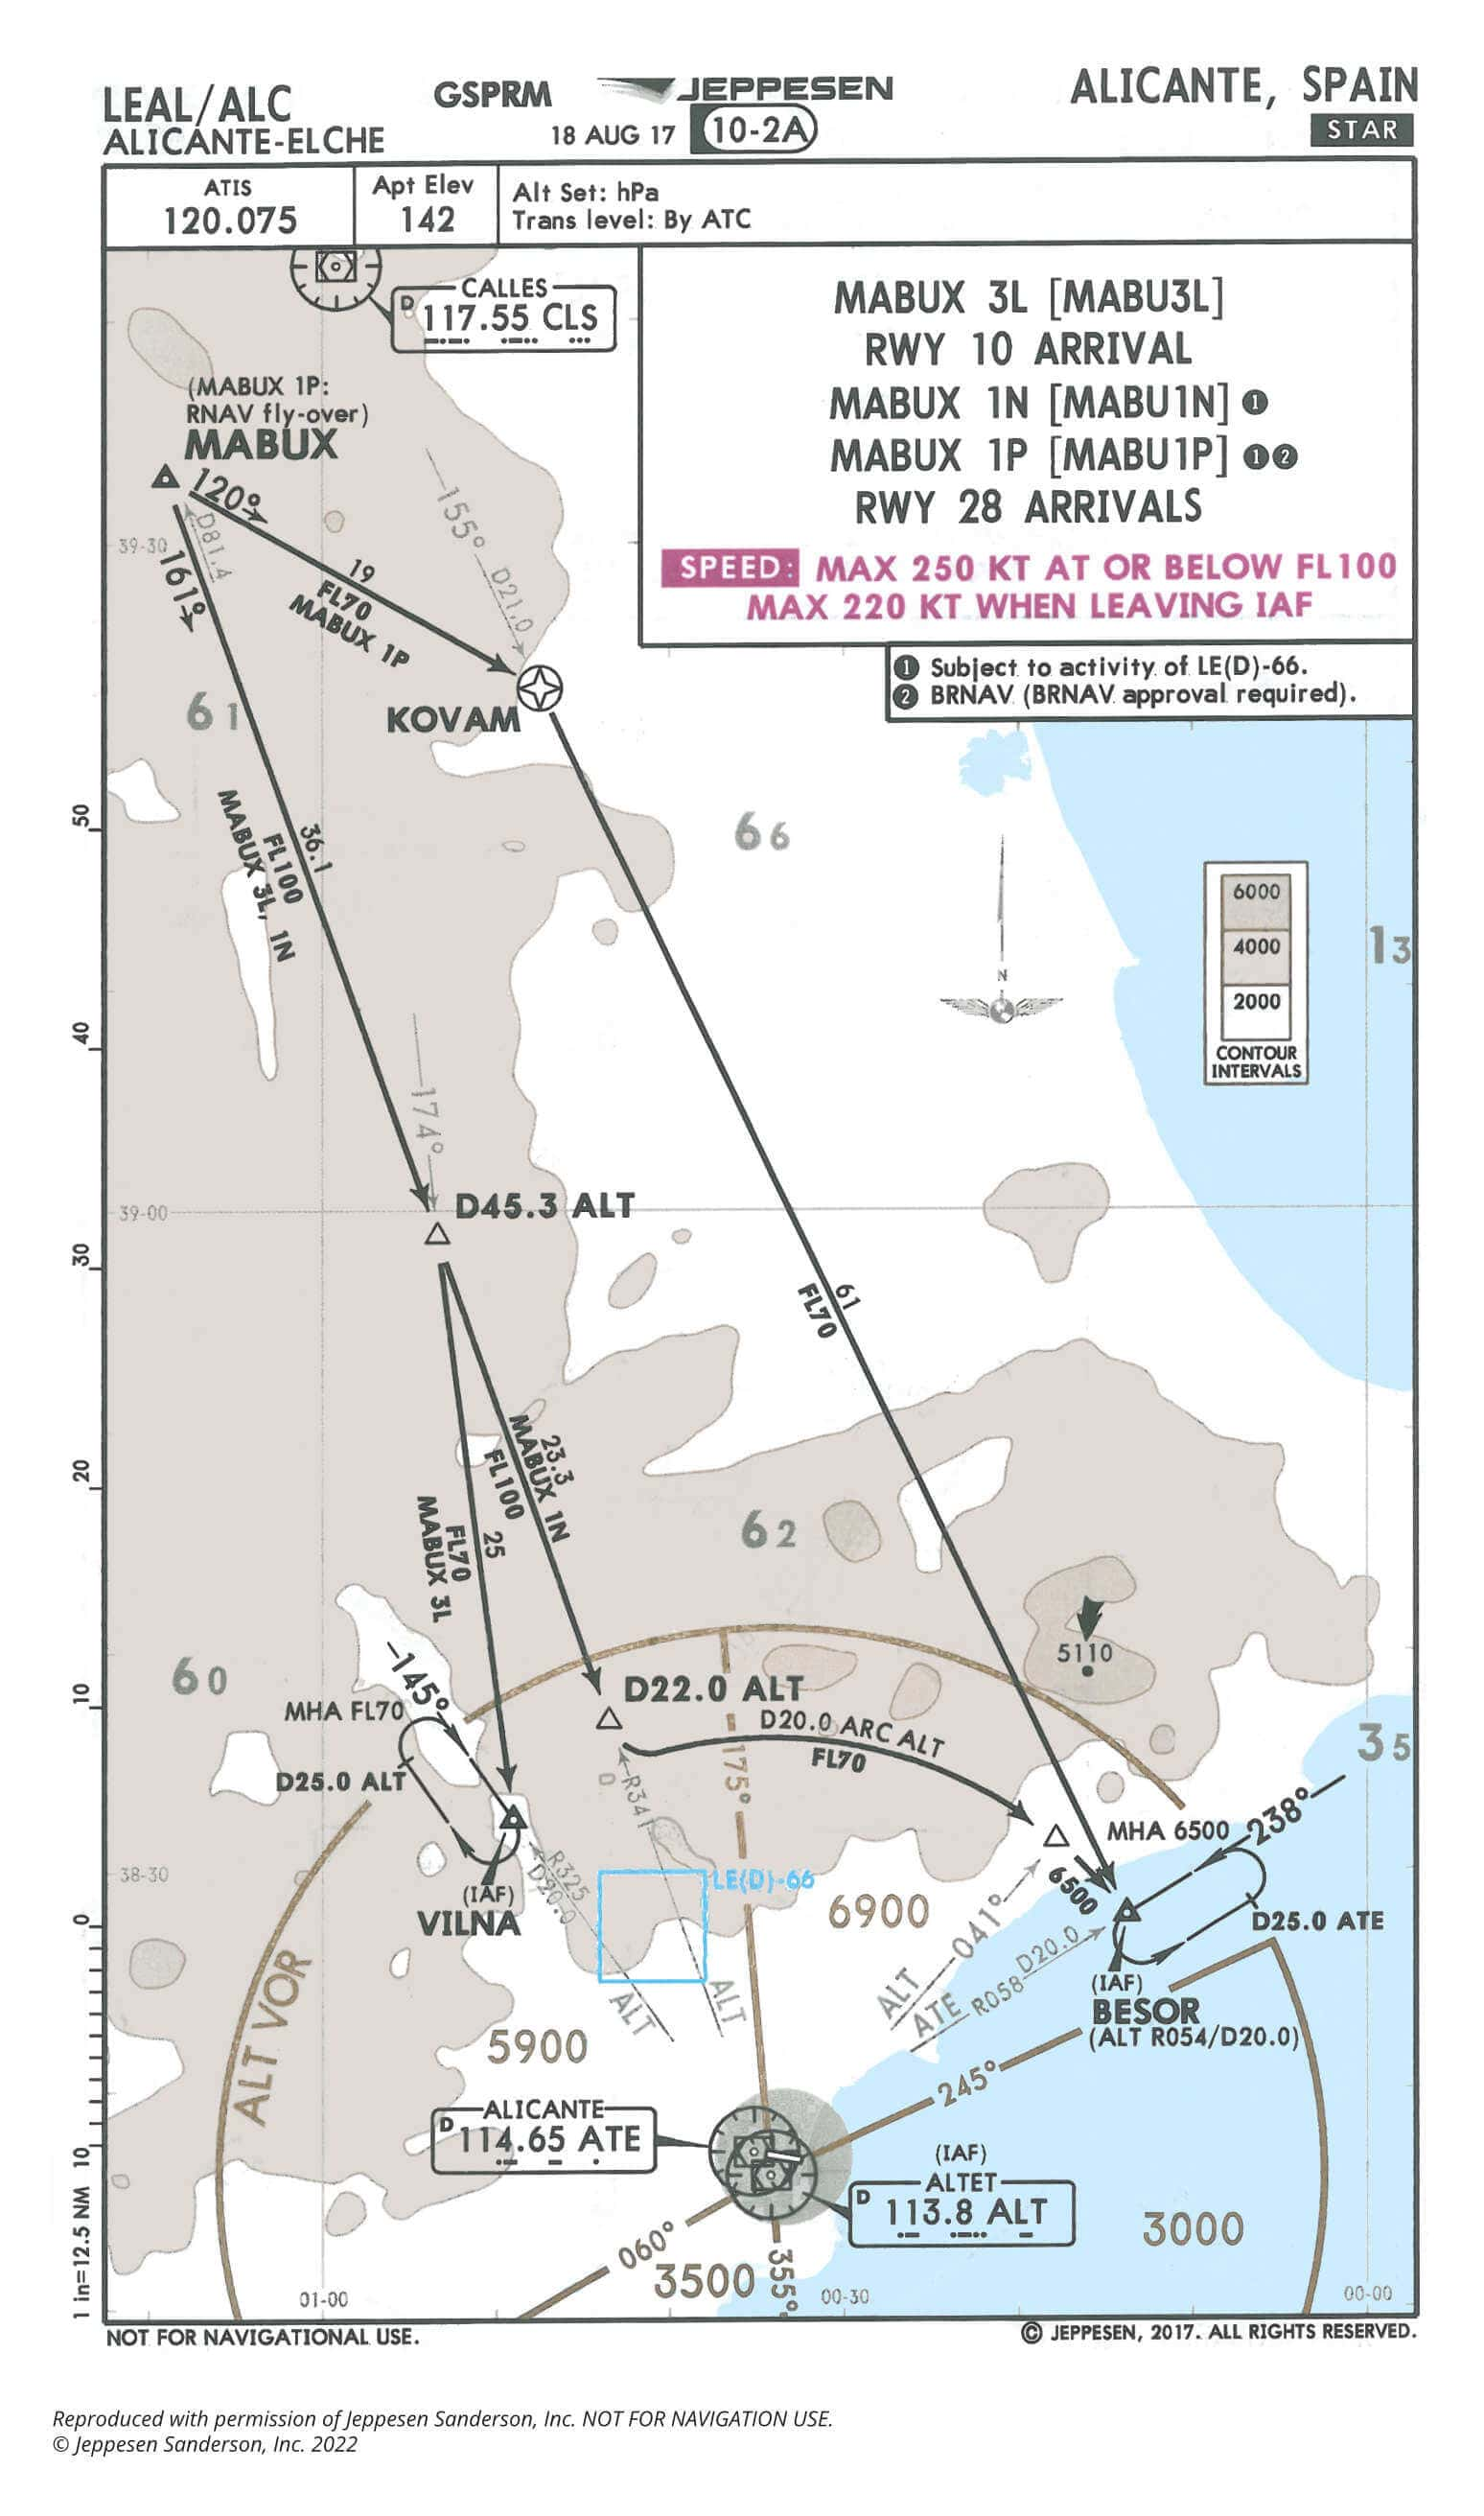 LEAL/ALC
ALICANTE-ELCHE
GSPRM
JEPPESEN
18 AUG 17
10-2A
ALICANTE, SPAIN
STAR
ATIS
120.075
Apt Elev
142
Alt Set: hPa
Trans level: By ATC
MABUX 3L [MABU3L]
RWY 10 ARRIVAL
MABUX 1N [MABU1N] 1
MABUX 1P [MABU1P] 1 2
RWY 28 ARRIVALS
SPEED: MAX 250 KT AT OR BELOW FL100
MAX 220 KT WHEN LEAVING IAF
1 Subject to activity of LE(D)-66.
2 BRNAV (BRNAV approval required).
CALLES
D 117.55 CLS
(MABUX 1P:
RNAV fly-over)
MABUX
120°
D81.4
161°
19
FL70
MABUX 1P
155°
D21.0
39-30
KOVAM
61
66
50
36.1
FL100
MABUX 3L, 1N
6000
4000
2000
CONTOUR
INTERVALS
13
N
40
174°
39-00
D45.3 ALT
30
61
FL70
20
23.3
MABUX 1N
FL100
25
FL70
MABUX 3L
62
5110
60
10
145°
MHA FL70
D25.0 ALT
D22.0 ALT
D20.0 ARC ALT
FL70
175°
R341
35
MHA 6500
238°
6500
38-30
R325
D20.0
LE(D)-66
(IAF)
VILNA
0
6900
041°
ALT
D25.0 ATE
ATE R058 D20.0
(IAF)
BESOR
(ALT R054/D20.0)
ALT
ALT
ALT VOR
5900
245°
ALICANTE
D 114.65 ATE
(IAF)
ALTET
D 113.8 ALT
10
060°
3500
355°
3000
1 in=12.5 NM
01-00
00-30
00-00
NOT FOR NAVIGATIONAL USE.
© JEPPESEN, 2017. ALL RIGHTS RESERVED.
Reproduced with permission of Jeppesen Sanderson, Inc. NOT FOR NAVIGATION USE.
© Jeppesen Sanderson, Inc. 2022